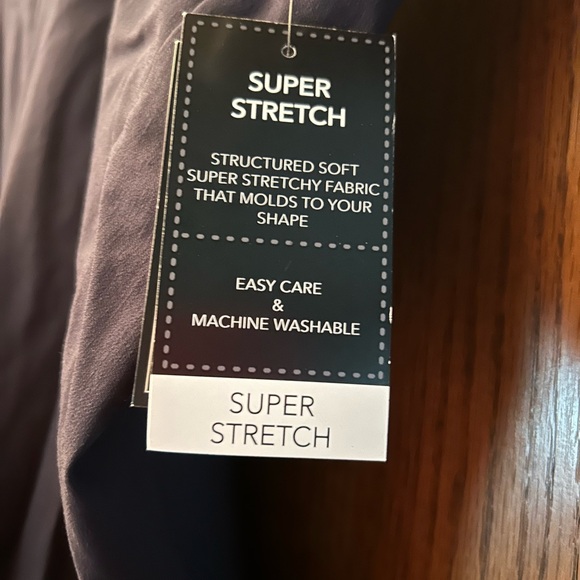 SUPER
STRETCH
STRUCTURED SOFT
SUPER STRETCHY FABRIC
THAT MOLDS TO YOUR
SHAPE
EASY CARE
&
MACHINE WASHABLE
SUPER
STRETCH